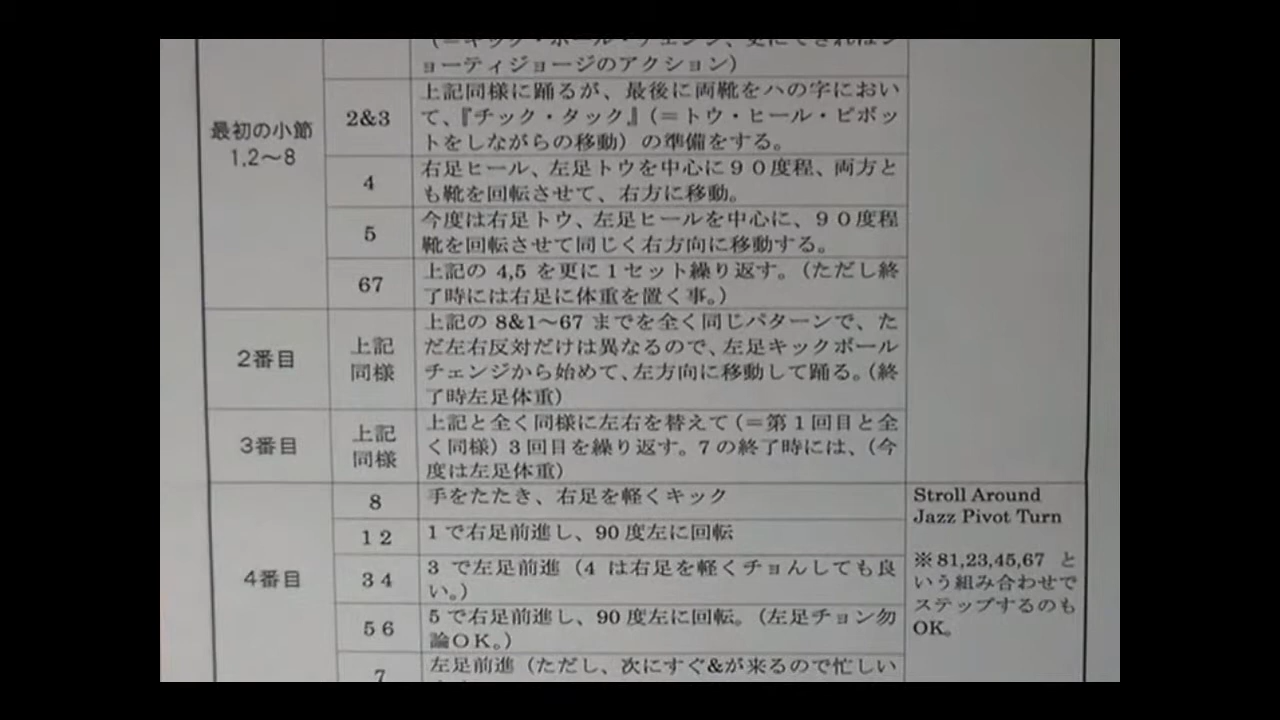 (＝キック・ボール・チェンジ、更にできればシ
ョーティジョージのアクション)
最初の小節
1,2～8
2&3
上記同様に踊るが、最後に両靴をハの字におい
て、『チック・タック』(＝トウ・ヒール・ピボッ
トをしながらの移動) の準備をする。
4
右足ヒール、左足トウを中心に９０度程、両方と
も靴を回転させて、右方に移動。
5
今度は右足トウ、左足ヒールを中心に、９０度程
靴を回転させて同じく右方向に移動する。
67
上記の 4,5 を更に１セット繰り返す。(ただし終
了時には右足に体重を置く事。)
2番目
上記
同様
上記の 8&1～67 までを全く同じパターンで、た
だ左右反対だけは異なるので、左足キックボール
チェンジから始めて、左方向に移動して踊る。(終
了時左足体重)
3番目
上記
同様
上記と全く同様に左右を替えて (＝第１回目と全
く同様) 3 回目を繰り返す。7 の終了時には、(今
度は左足体重)
4番目
8
手をたたき、右足を軽くキック
1 2
1 で右足前進し、90 度左に回転
3 4
3 で左足前進 (4 は右足を軽くチョんしても良
い。)
5 6
5 で右足前進し、90 度左に回転。(左足チョン勿
論ＯＫ。)
7
左足前進 (ただし、次にすぐ&が来るので忙しい
Stroll Around
Jazz Pivot Turn
※81,23,45,67 と
いう組み合わせで
ステップするのも
OK。